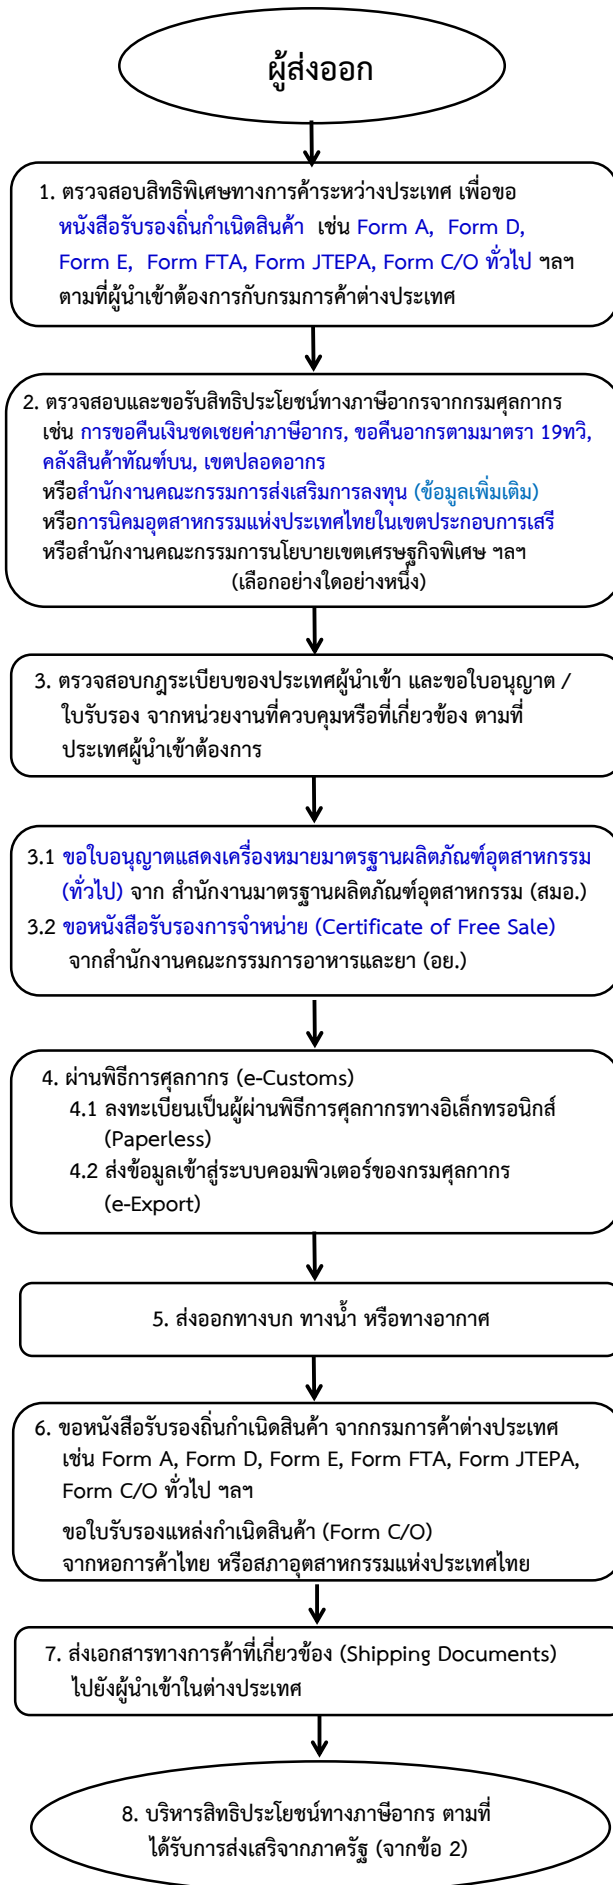 ผู้ส่งออก
1. ตรวจสอบสิทธิพิเศษทางการค้าระหว่างประเทศ เพื่อขอ
หนังสือรับรองถิ่นกำเนิดสินค้า เช่น Form A, Form D,
Form E, Form FTA, Form JTEPA, Form C/O ทั่วไป ฯลฯ
ตามที่ผู้นำเข้าต้องการกับกรมการค้าต่างประเทศ
2. ตรวจสอบและขอรับสิทธิประโยชน์ทางภาษีอากรจากกรมศุลกากร
เช่น การขอคืนเงินชดเชยค่าภาษีอากร, ขอคืนอากรตามมาตรา 19ทวิ,
คลังสินค้าทัณฑ์บน, เขตปลอดอากร
หรือสำนักงานคณะกรรมการส่งเสริมการลงทุน (ข้อมูลเพิ่มเติม)
หรือการนิคมอุตสาหกรรมแห่งประเทศไทยในเขตประกอบการเสรี
หรือสำนักงานคณะกรรมการนโยบายเขตเศรษฐกิจพิเศษ ฯลฯ
(เลือกอย่างใดอย่างหนึ่ง)
3. ตรวจสอบกฎระเบียบของประเทศผู้นำเข้า และขอใบอนุญาต /
ใบรับรอง จากหน่วยงานที่ควบคุมหรือที่เกี่ยวข้อง ตามที่
ประเทศผู้นำเข้าต้องการ
3.1 ขอใบอนุญาตแสดงเครื่องหมายมาตรฐานผลิตภัณฑ์อุตสาหกรรม
(ทั่วไป) จาก สำนักงานมาตรฐานผลิตภัณฑ์อุตสาหกรรม (สมอ.)
3.2 ขอหนังสือรับรองการจำหน่าย (Certificate of Free Sale)
จากสำนักงานคณะกรรมการอาหารและยา (อย.)
4. ผ่านพิธีการศุลกากร (e-Customs)
4.1 ลงทะเบียนเป็นผู้ผ่านพิธีการศุลกากรทางอิเล็กทรอนิกส์
(Paperless)
4.2 ส่งข้อมูลเข้าสู่ระบบคอมพิวเตอร์ของกรมศุลกากร
(e-Export)
5. ส่งออกทางบก ทางน้ำ หรือทางอากาศ
6. ขอหนังสือรับรองถิ่นกำเนิดสินค้า จากกรมการค้าต่างประเทศ
เช่น Form A, Form D, Form E, Form FTA, Form JTEPA,
Form C/O ทั่วไป ฯลฯ
ขอใบรับรองแหล่งกำเนิดสินค้า (Form C/O)
จากหอการค้าไทย หรือสภาอุตสาหกรรมแห่งประเทศไทย
7. ส่งเอกสารทางการค้าที่เกี่ยวข้อง (Shipping Documents)
ไปยังผู้นำเข้าในต่างประเทศ
8. บริหารสิทธิประโยชน์ทางภาษีอากร ตามที่
ได้รับการส่งเสริจากภาครัฐ (จากข้อ 2)